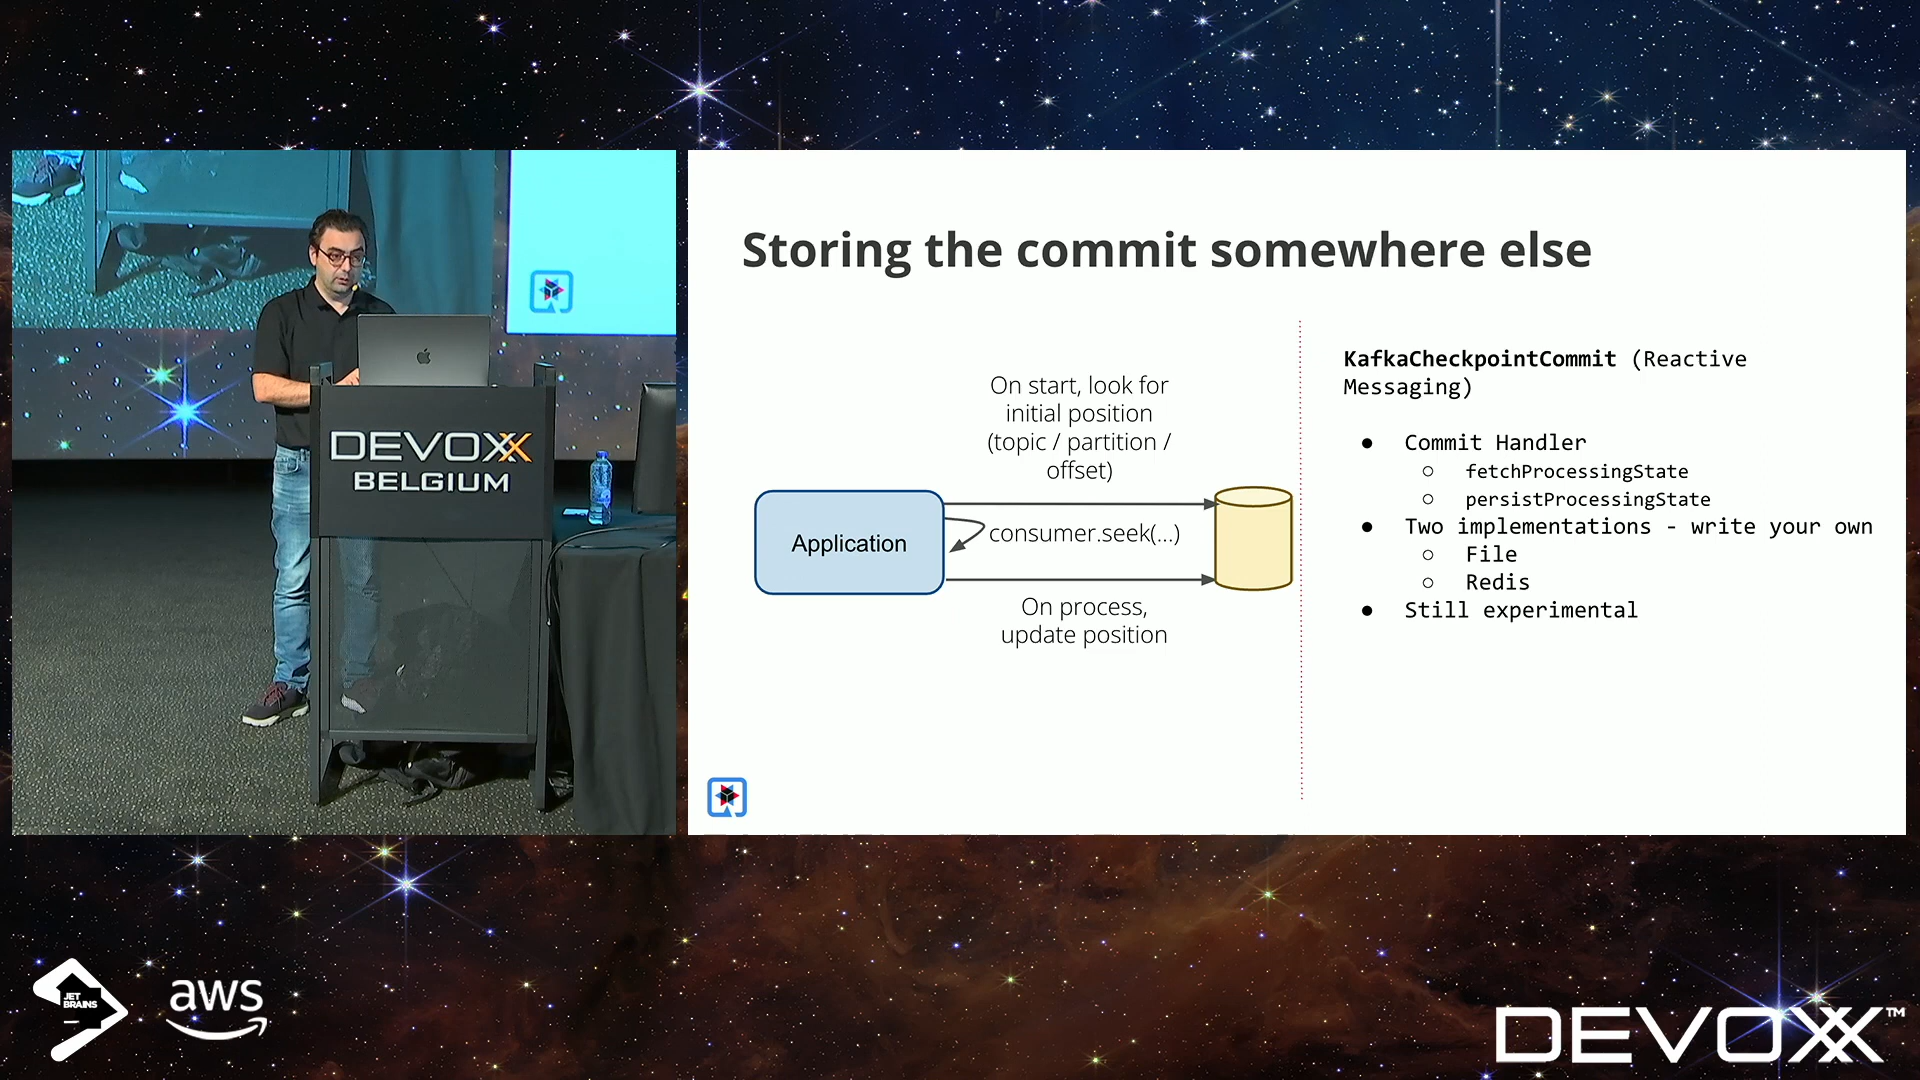 Storing the commit somewhere else
On start, look for
initial position
(topic / partition /
offset)
Application
consumer.seek(...)
On process,
update position
KafkaCheckpointCommit (Reactive
Messaging)
● Commit Handler
○ fetchProcessingState
○ persistProcessingState
● Two implementations - write your own
○ File
○ Redis
● Still experimental
DEVOXX
BELGIUM
JET
BRAINS
aws
DEVOXX™